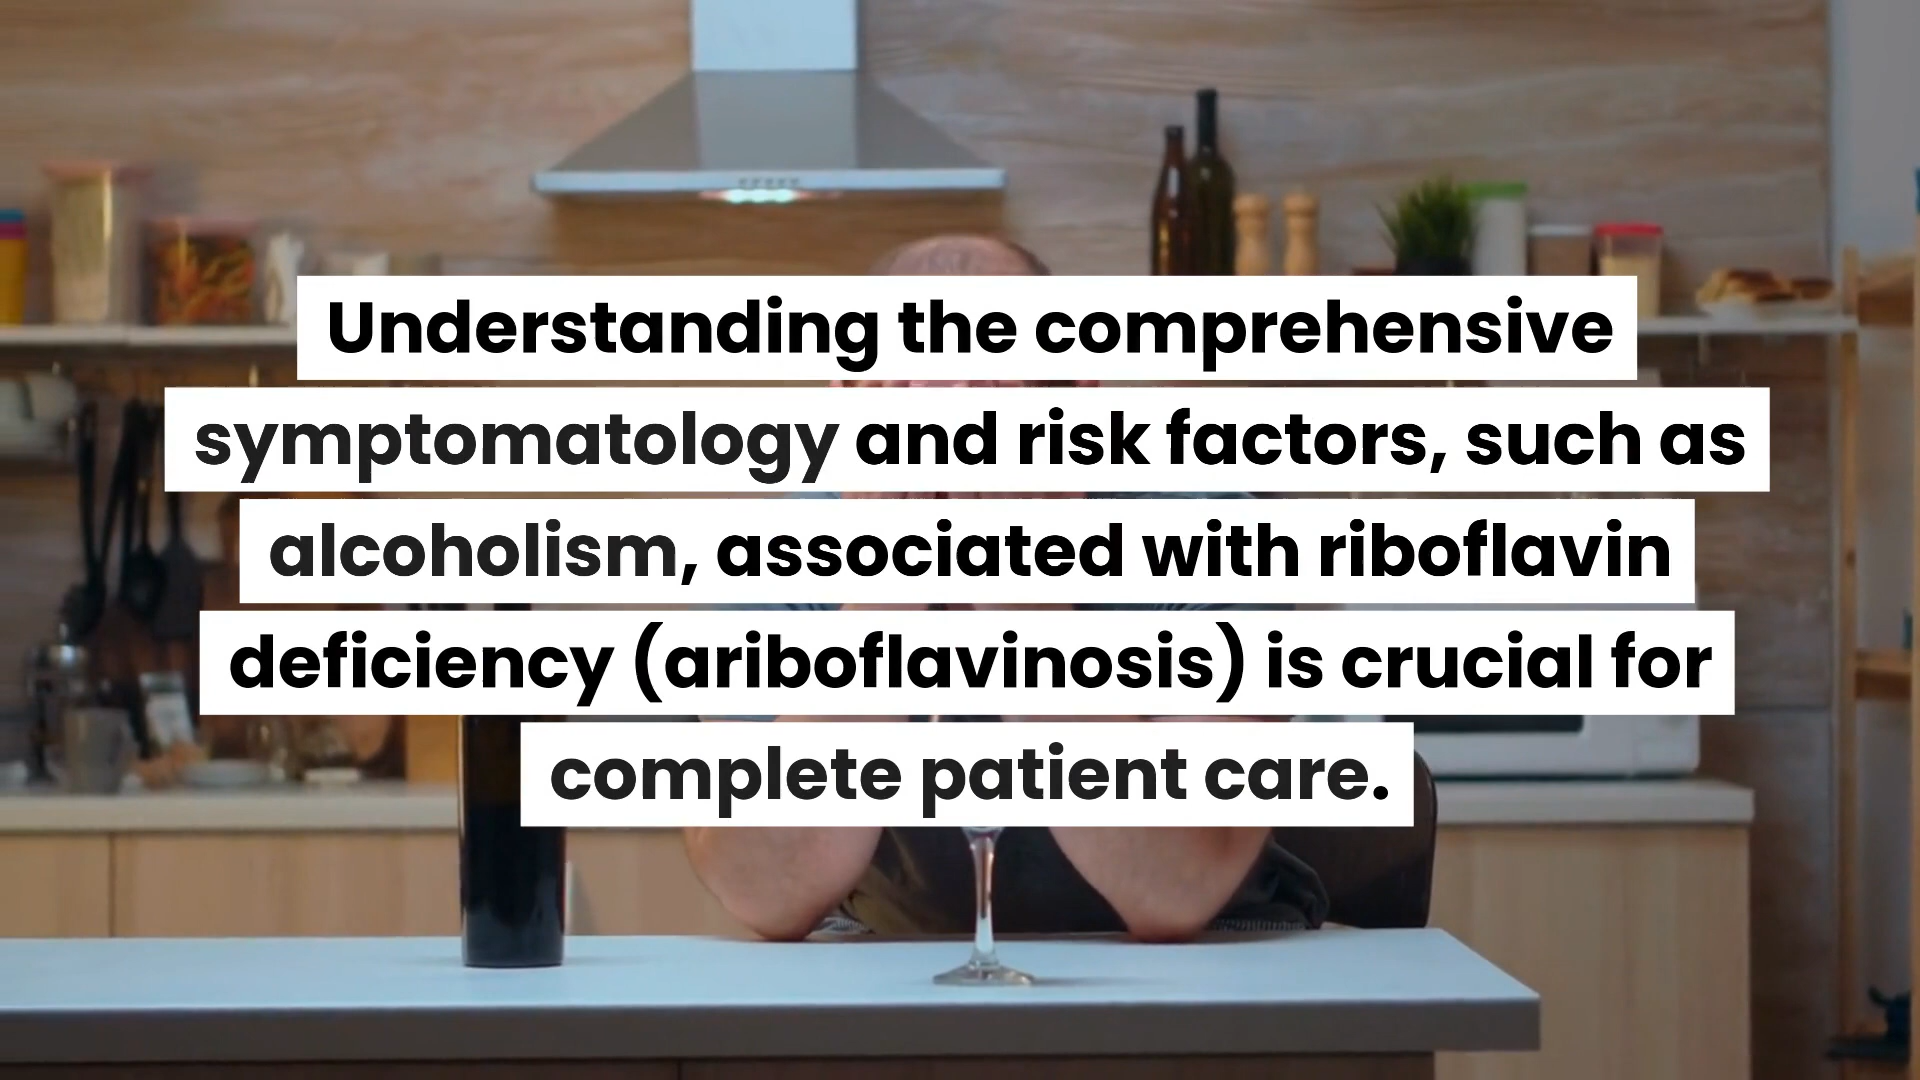 Understanding the comprehensive
symptomatology and risk factors, such as
alcoholism, associated with riboflavin
deficiency (ariboflavinosis) is crucial for
complete patient care.